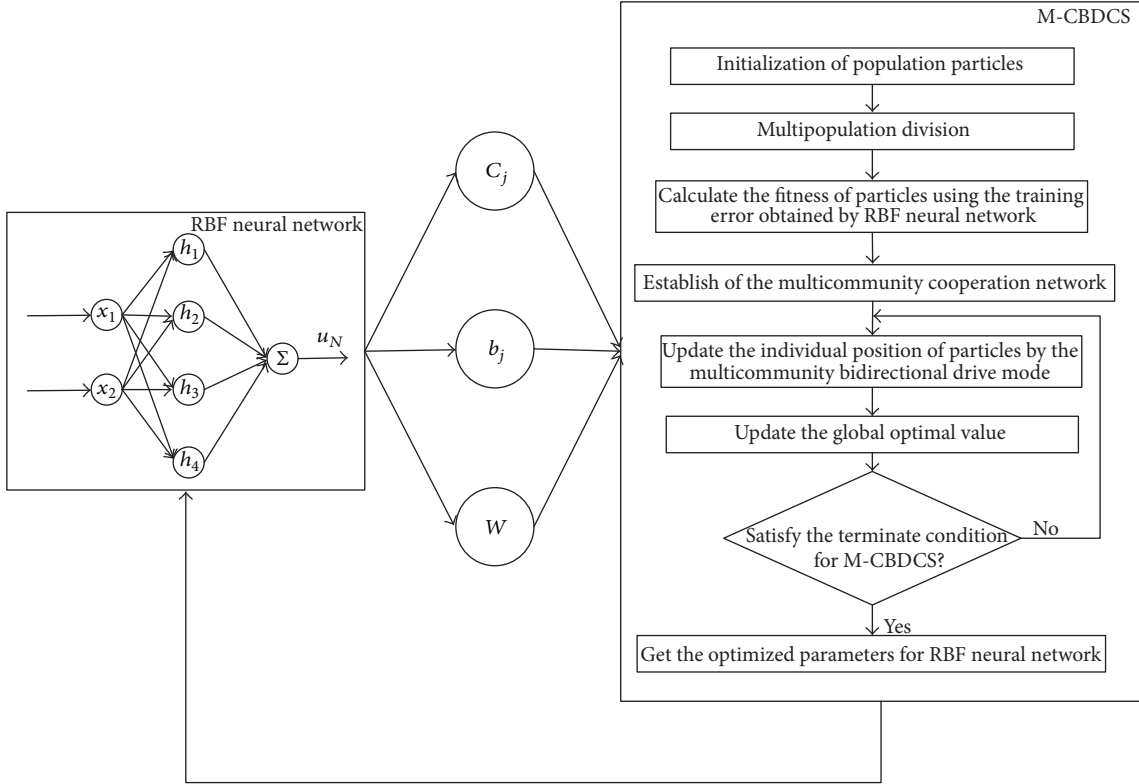 RBF neural network
x1
x2
h1
h2
h3
h4
Σ
uN
Cj
bj
W
M-CBDCS
Initialization of population particles
Multipopulation division
Calculate the fitness of particles using the training
error obtained by RBF neural network
Establish of the multicommunity cooperation network
Update the individual position of particles by the
multicommunity bidirectional drive mode
Update the global optimal value
Satisfy the terminate condition
for M-CBDCS?
No
Yes
Get the optimized parameters for RBF neural network